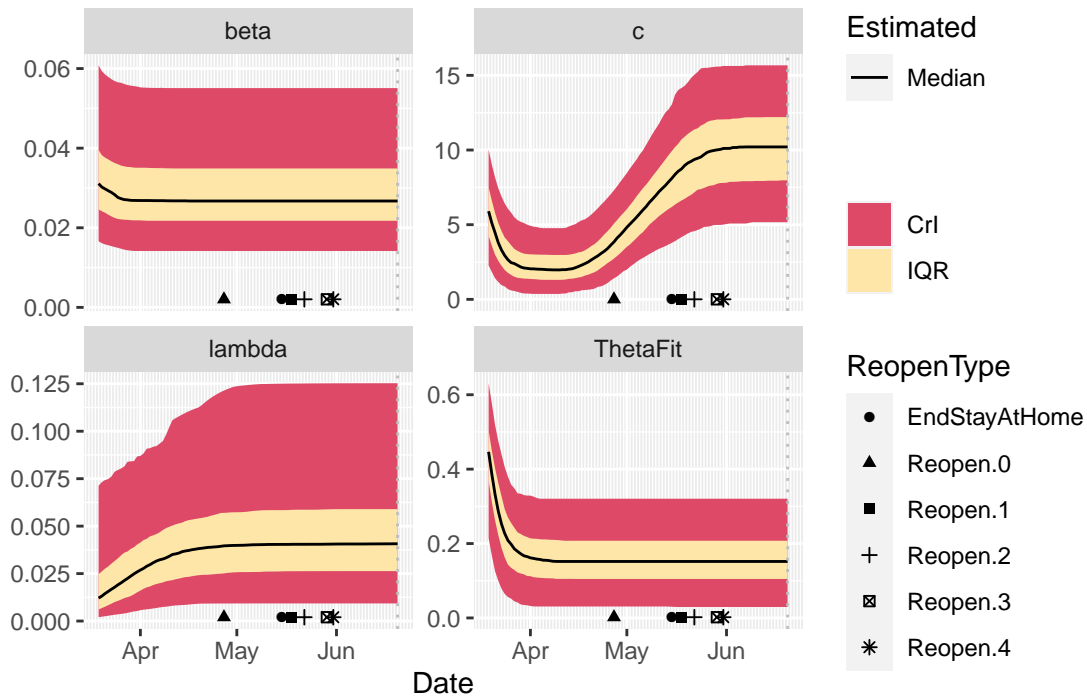 beta
c
0.06
0.04
0.02
0.00
15
10
5
0
lambda
ThetaFit
0.125
0.100
0.075
0.050
0.025
0.000
0.6
0.4
0.2
0.0
Apr
May
Jun
Apr
May
Jun
Date
Estimated
Median
CrI
IQR
ReopenType
EndStayAtHome
Reopen.0
Reopen.1
Reopen.2
Reopen.3
Reopen.4